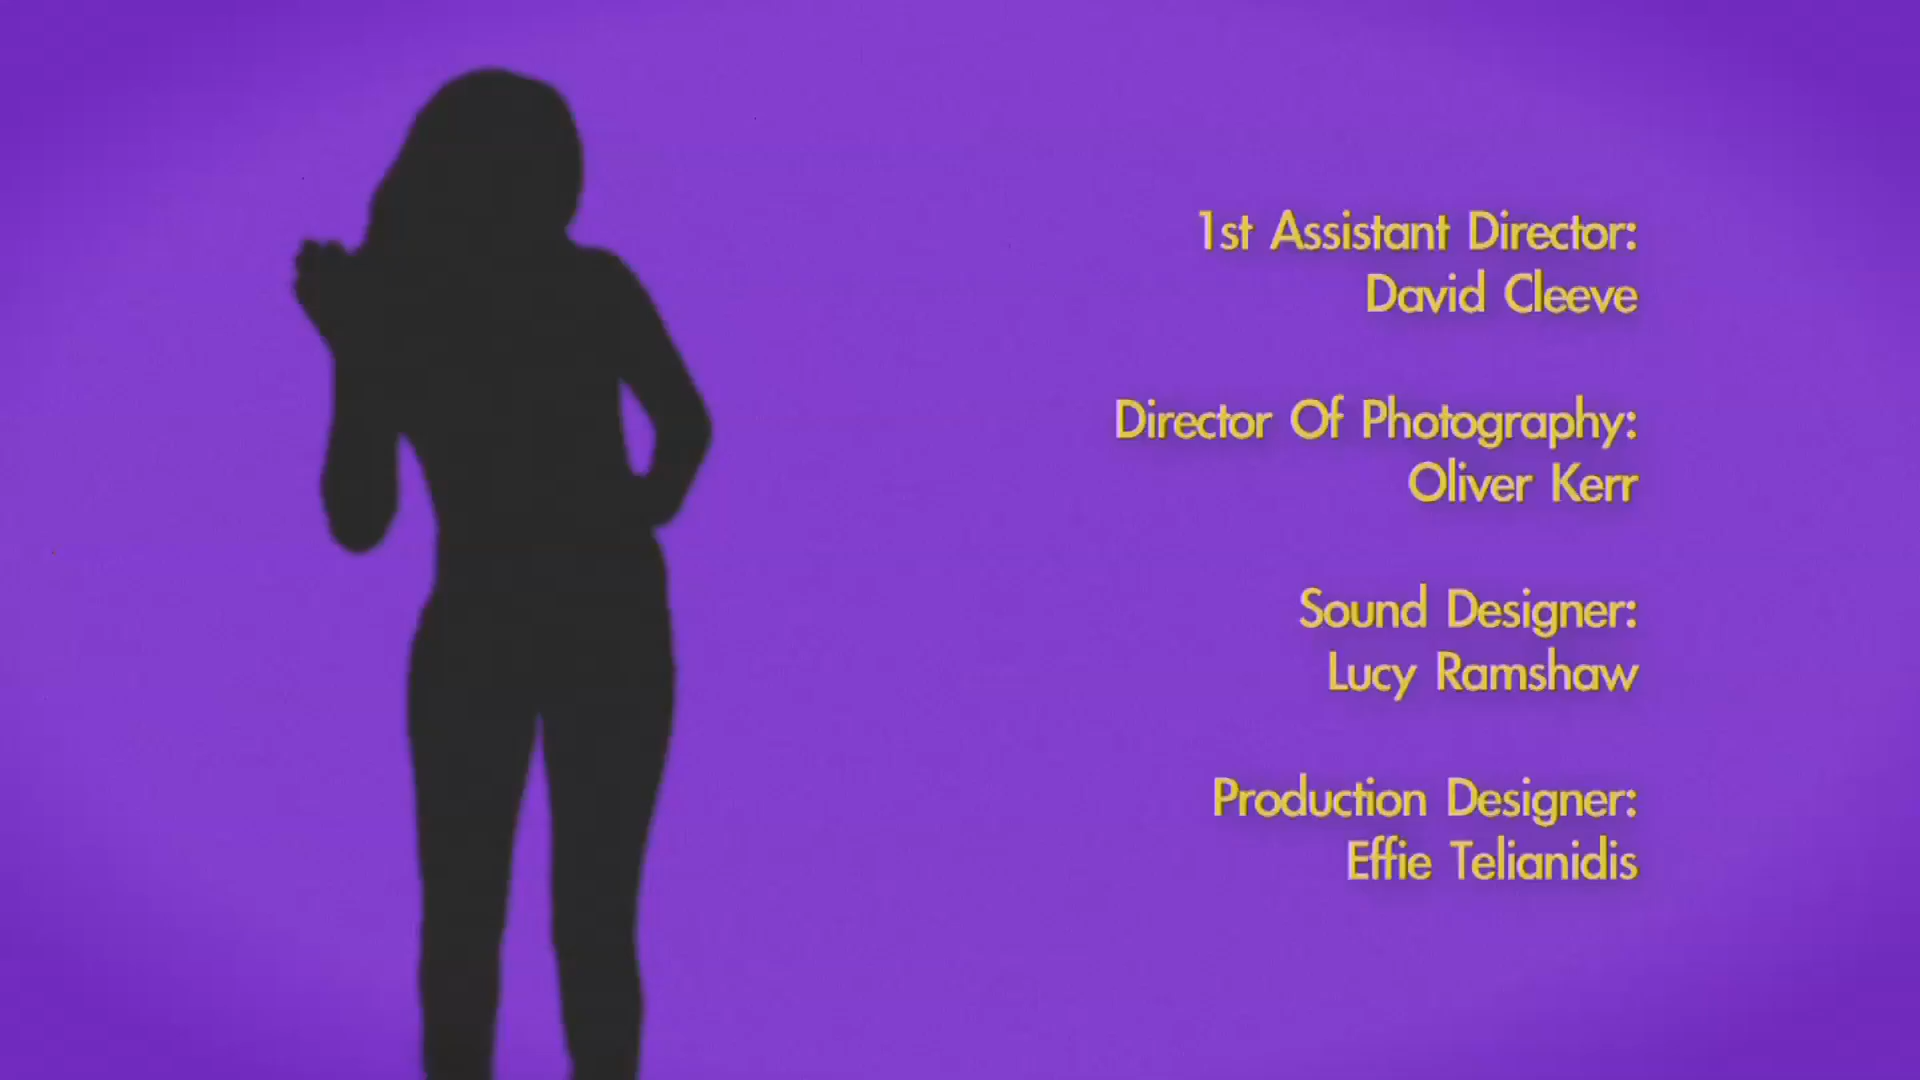 1st Assistant Director:
David Cleeve
Director Of Photography:
Oliver Kerr
Sound Designer:
Lucy Ramshaw
Production Designer:
Effie Telianidis